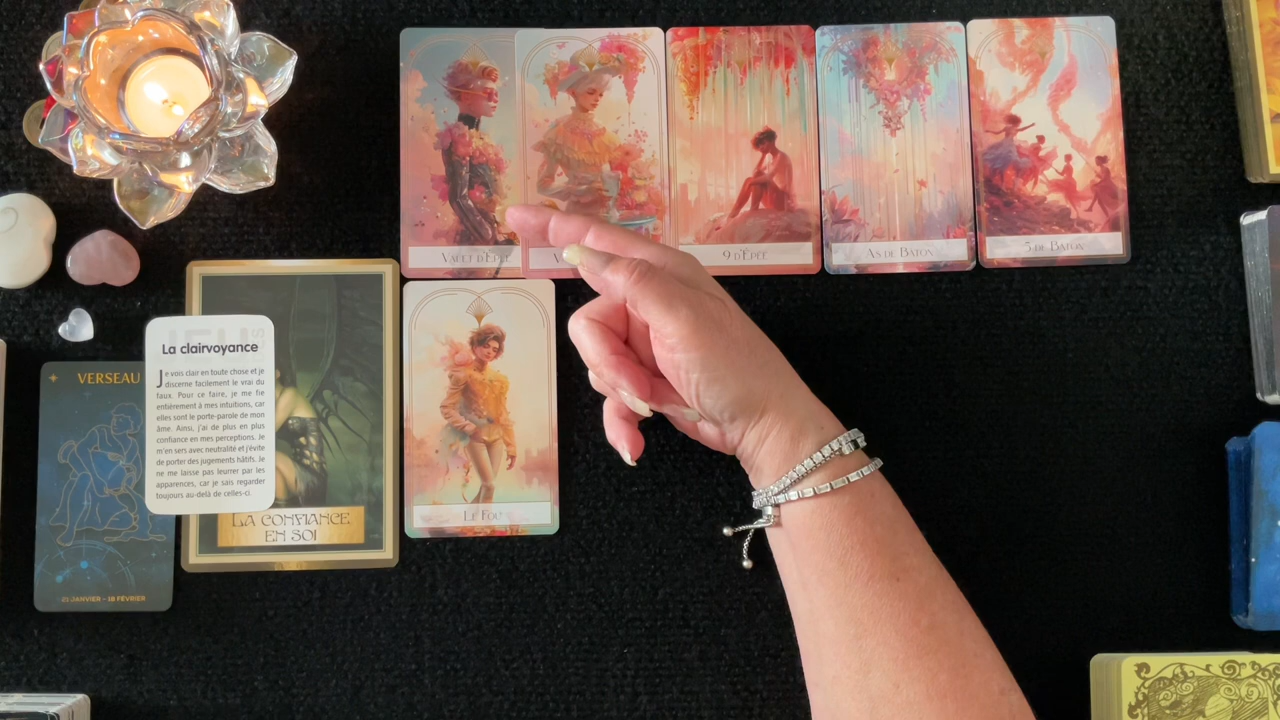 VALET D'ÉPÉE
V
9 D'ÉPÉE
AS DE BATON
5 DE BATON
La clairvoyance
Je vois clair en toute chose et je
discerne facilement le vrai du
faux. Pour ce faire, je me fie
entièrement à mes intuitions, car
elles sont le porte-parole de mon
âme. Ainsi, j'ai de plus en plus
confiance en mes perceptions. Je
m'en sers avec neutralité et j'évite
de porter des jugements hâtifs. Je
ne me laisse pas leurrer par les
apparences, car je sais regarder
toujours au-delà de celles-ci.
VERSEAU
21 JANVIER - 18 FÉVRIER
LA CONFIANCE
EN SOI
LE FOU